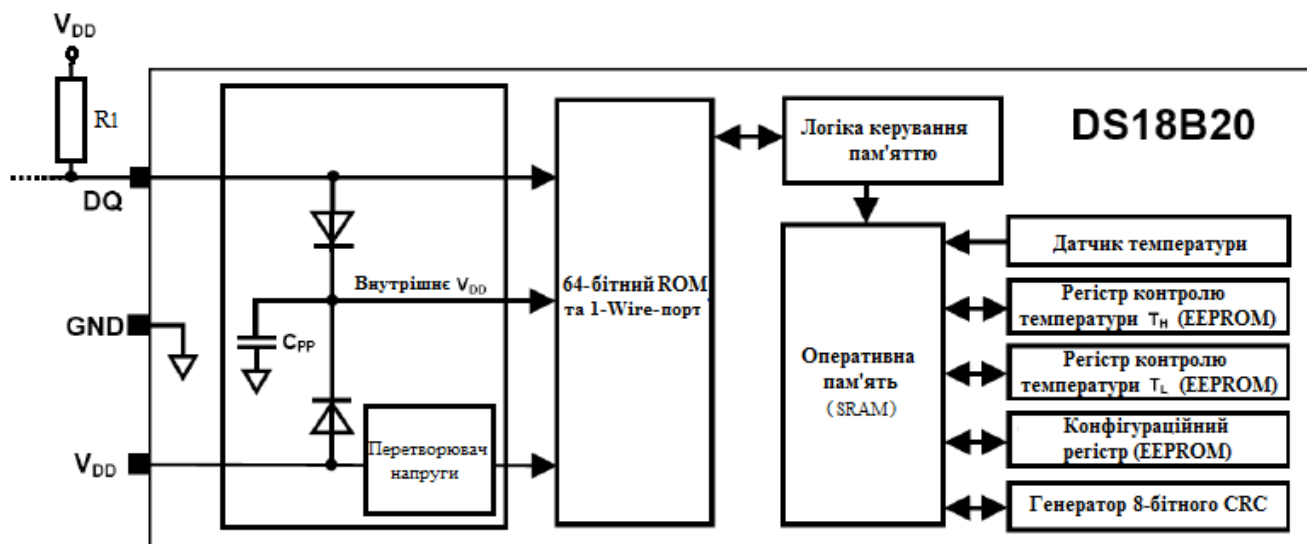 VDD
R1
DQ
GND
VDD
Внутрішнє VDD
CPP
Перетворювач
напруги
64-бітний ROM
та 1-Wire-порт
Логіка керування
пам'яттю
DS18B20
Оперативна
пам'ять
(SRAM)
Датчик температури
Регістр контролю
температури TH (EEPROM)
Регістр контролю
температури TL (EEPROM)
Конфігураційний
регістр (EEPROM)
Генератор 8-бітного CRC